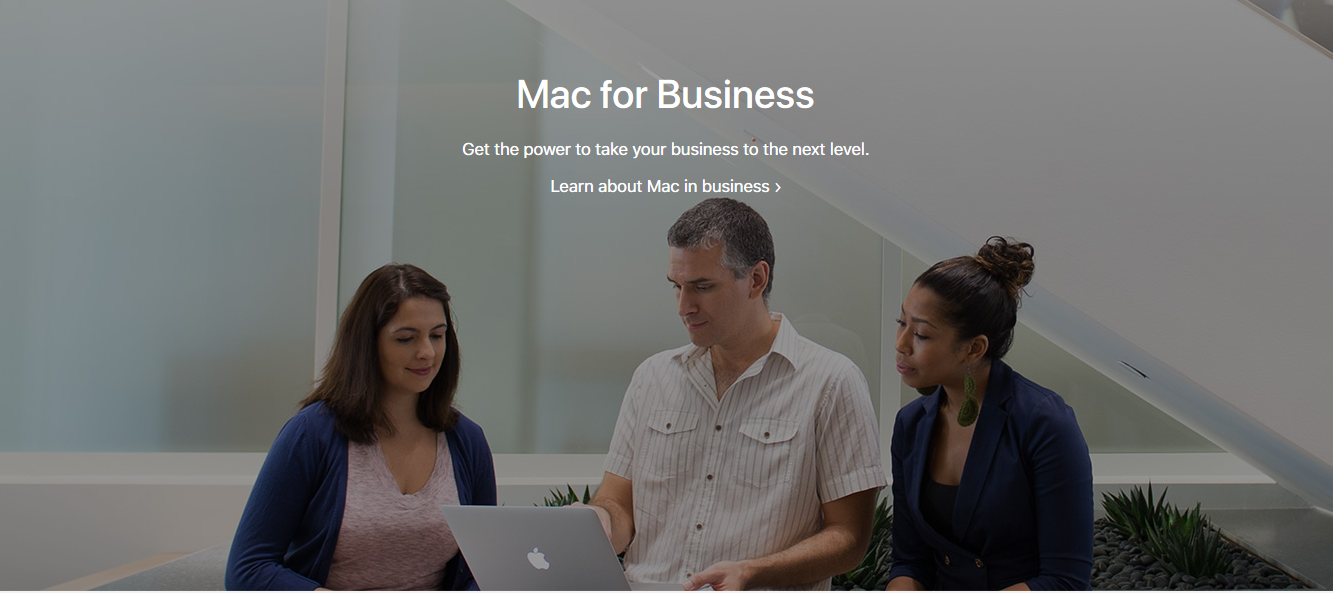 Mac for Business
Get the power to take your business to the next level.
Learn about Mac in business ›